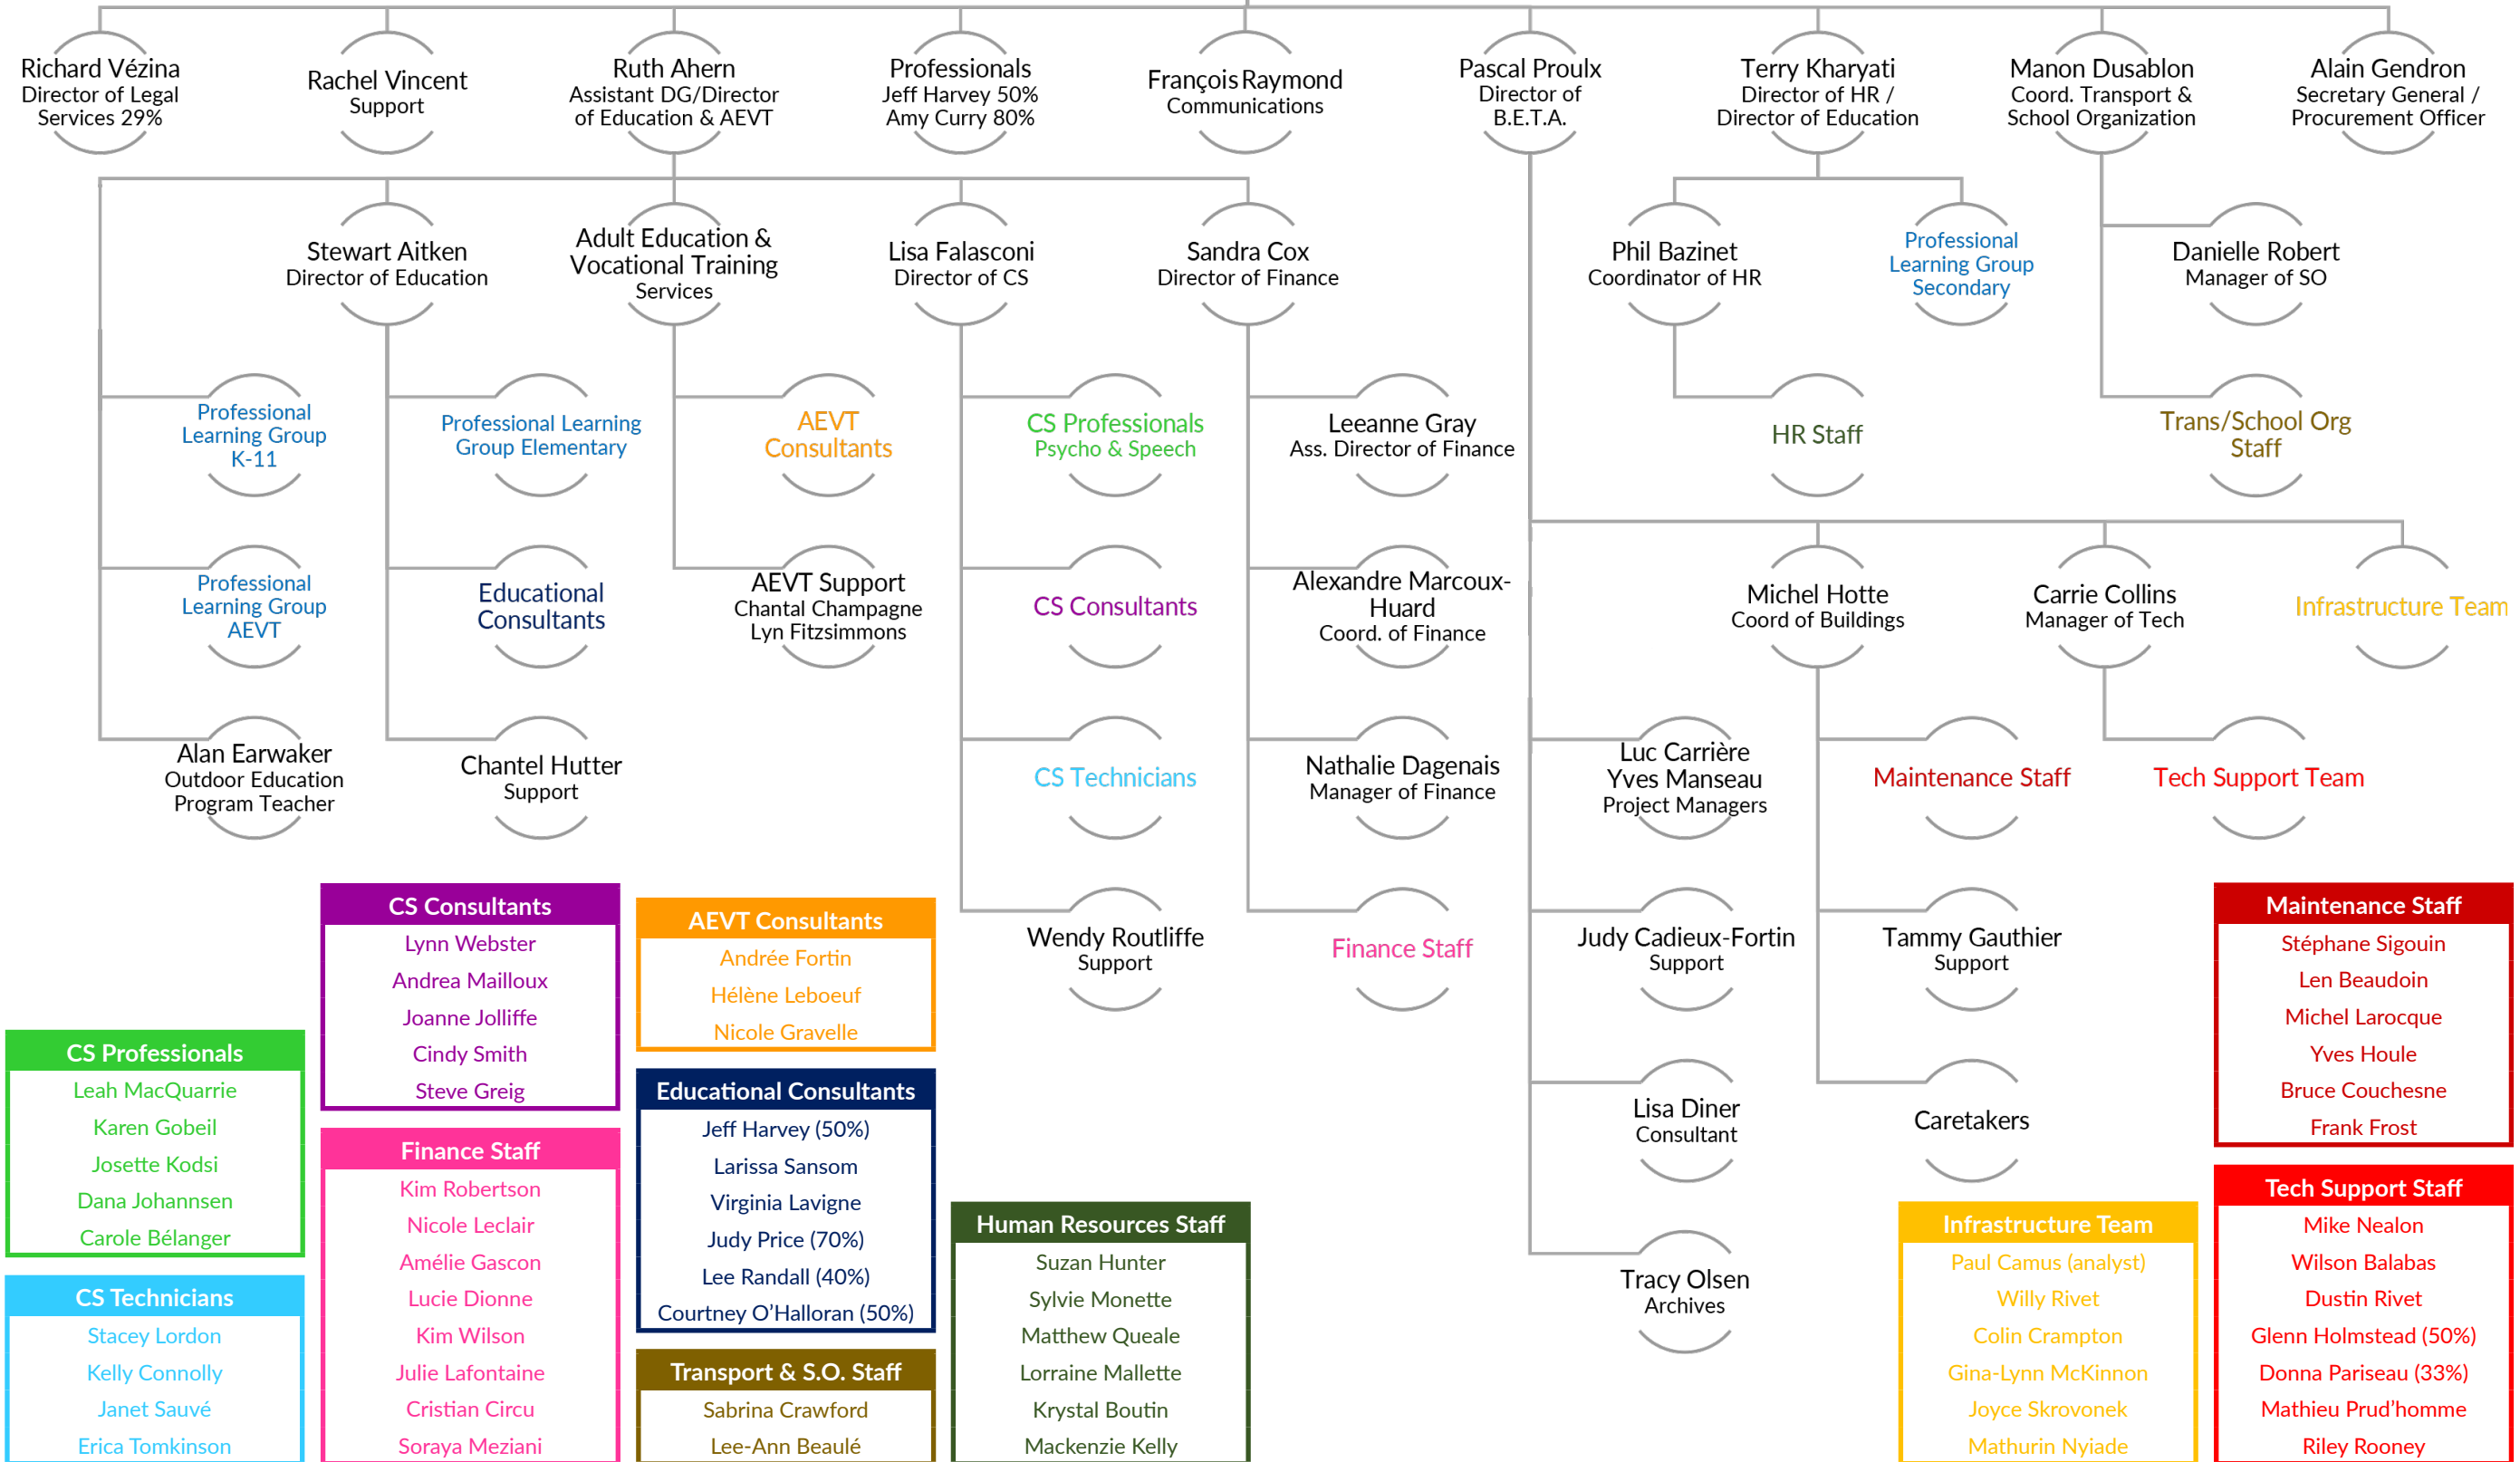 Richard Vézina
Director of Legal
Services 29%
Rachel Vincent
Support
Ruth Ahern
Assistant DG/Director
of Education & AEVT
Professionals
Jeff Harvey 50%
Amy Curry 80%
François Raymond
Communications
Pascal Proulx
Director of
B.E.T.A.
Terry Kharyati
Director of HR /
Director of Education
Manon Dusablon
Coord. Transport &
School Organization
Alain Gendron
Secretary General /
Procurement Officer
Stewart Aitken
Director of Education
Adult Education &
Vocational Training
Services
Lisa Falasconi
Director of CS
Sandra Cox
Director of Finance
Phil Bazinet
Coordinator of HR
Professional
Learning Group
Secondary
Danielle Robert
Manager of SO
Professional
Learning Group
K-11
Professional Learning
Group Elementary
AEVT
Consultants
CS Professionals
Psycho & Speech
Leeanne Gray
Ass. Director of Finance
HR Staff
Trans/School Org
Staff
Professional
Learning Group
AEVT
Educational
Consultants
AEVT Support
Chantal Champagne
Lyn Fitzsimmons
CS Consultants
Alexandre Marcoux-
Huard
Coord. of Finance
Michel Hotte
Coord of Buildings
Carrie Collins
Manager of Tech
Infrastructure Team
Alan Earwaker
Outdoor Education
Program Teacher
Chantel Hutter
Support
CS Technicians
Nathalie Dagenais
Manager of Finance
Luc Carrière
Yves Manseau
Project Managers
Maintenance Staff
Tech Support Team
Wendy Routliffe
Support
Finance Staff
Judy Cadieux-Fortin
Support
Tammy Gauthier
Support
Lisa Diner
Consultant
Caretakers
Tracy Olsen
Archives
CS Professionals
Leah MacQuarrie
Karen Gobeil
Josette Kodsi
Dana Johannsen
Carole Bélanger
CS Technicians
Stacey Lordon
Kelly Connolly
Janet Sauvé
Erica Tomkinson
CS Consultants
Lynn Webster
Andrea Mailloux
Joanne Jolliffe
Cindy Smith
Steve Greig
Finance Staff
Kim Robertson
Nicole Leclair
Amélie Gascon
Lucie Dionne
Kim Wilson
Julie Lafontaine
Cristian Circu
Soraya Meziani
AEVT Consultants
Andrée Fortin
Hélène Leboeuf
Nicole Gravelle
Educational Consultants
Jeff Harvey (50%)
Larissa Sansom
Virginia Lavigne
Judy Price (70%)
Lee Randall (40%)
Courtney O’Halloran (50%)
Transport & S.O. Staff
Sabrina Crawford
Lee-Ann Beaulé
Human Resources Staff
Suzan Hunter
Sylvie Monette
Matthew Queale
Lorraine Mallette
Krystal Boutin
Mackenzie Kelly
Infrastructure Team
Paul Camus (analyst)
Willy Rivet
Colin Crampton
Gina-Lynn McKinnon
Joyce Skrovonek
Mathurin Nyiade
Maintenance Staff
Stéphane Sigouin
Len Beaudoin
Michel Larocque
Yves Houle
Bruce Couchesne
Frank Frost
Tech Support Staff
Mike Nealon
Wilson Balabas
Dustin Rivet
Glenn Holmstead (50%)
Donna Pariseau (33%)
Mathieu Prud’homme
Riley Rooney